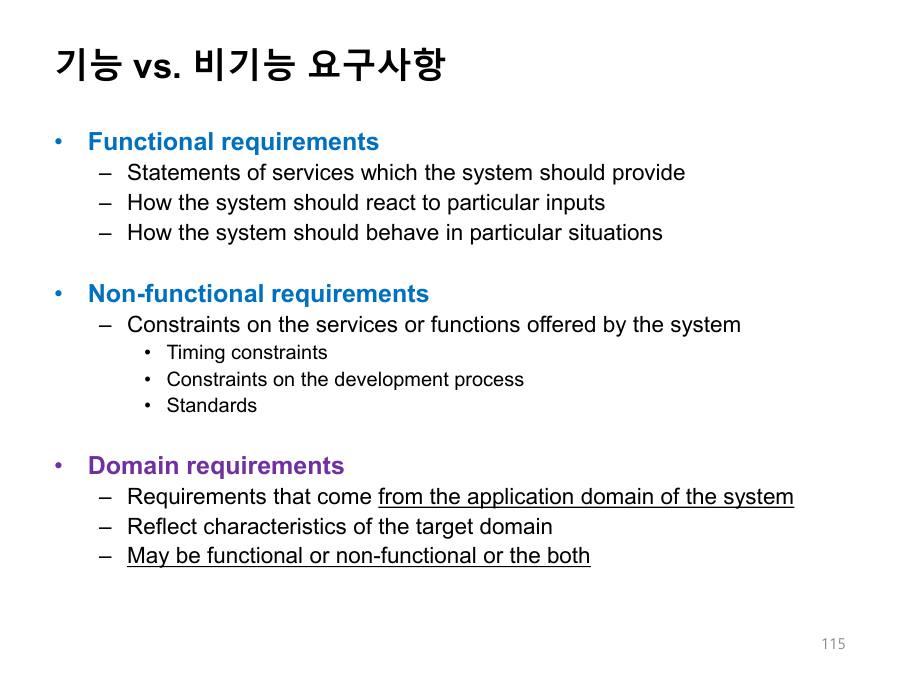 기능 vs. 비기능 요구사항
• Functional requirements
– Statements of services which the system should provide
– How the system should react to particular inputs
– How the system should behave in particular situations
• Non-functional requirements
– Constraints on the services or functions offered by the system
• Timing constraints
• Constraints on the development process
• Standards
• Domain requirements
– Requirements that come from the application domain of the system
– Reflect characteristics of the target domain
– May be functional or non-functional or the both
115